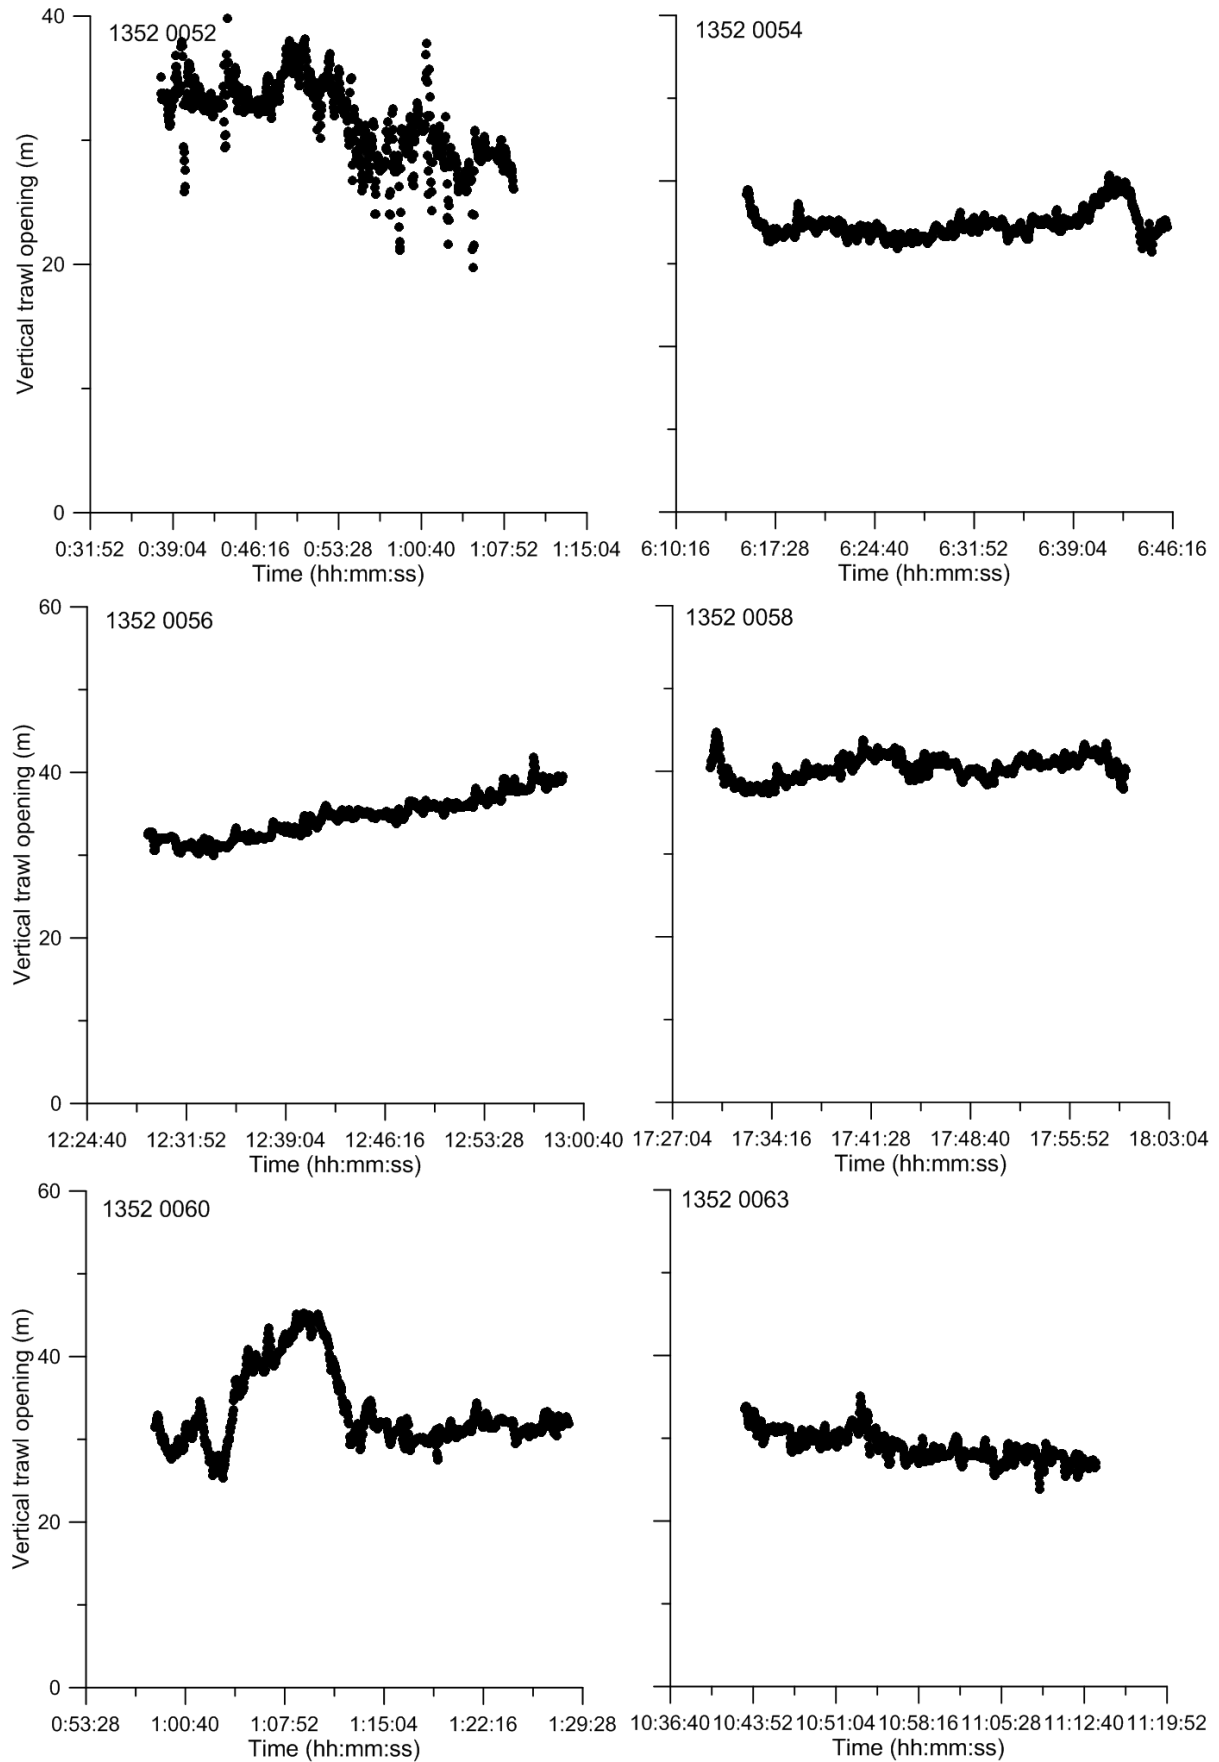 40
1352 0052
20
0
Vertical trawl opening (m)
0:31:52 0:39:04 0:46:16 0:53:28 1:00:40 1:07:52 1:15:04
Time (hh:mm:ss)
1352 0054
6:10:16 6:17:28 6:24:40 6:31:52 6:39:04 6:46:16
Time (hh:mm:ss)
60
1352 0056
40
20
0
Vertical trawl opening (m)
12:24:40 12:31:52 12:39:04 12:46:16 12:53:28 13:00:40
Time (hh:mm:ss)
1352 0058
17:27:04 17:34:16 17:41:28 17:48:40 17:55:52 18:03:04
Time (hh:mm:ss)
60
1352 0060
40
20
0
Vertical trawl opening (m)
0:53:28 1:00:40 1:07:52 1:15:04 1:22:16 1:29:28
Time (hh:mm:ss)
1352 0063
10:36:40 10:43:52 10:51:04 10:58:16 11:05:28 11:12:40 11:19:52
Time (hh:mm:ss)